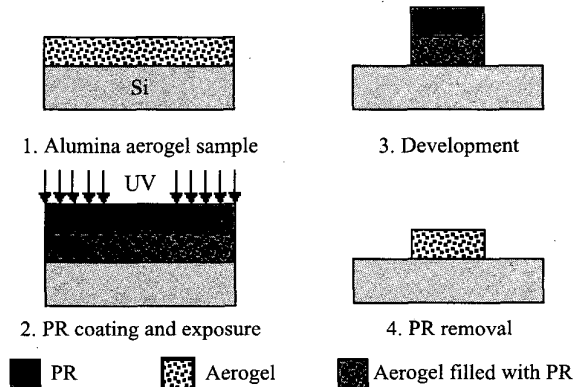 Si
1. Alumina aerogel sample
UV
2. PR coating and exposure
3. Development
4. PR removal
PR
Aerogel
Aerogel filled with PR